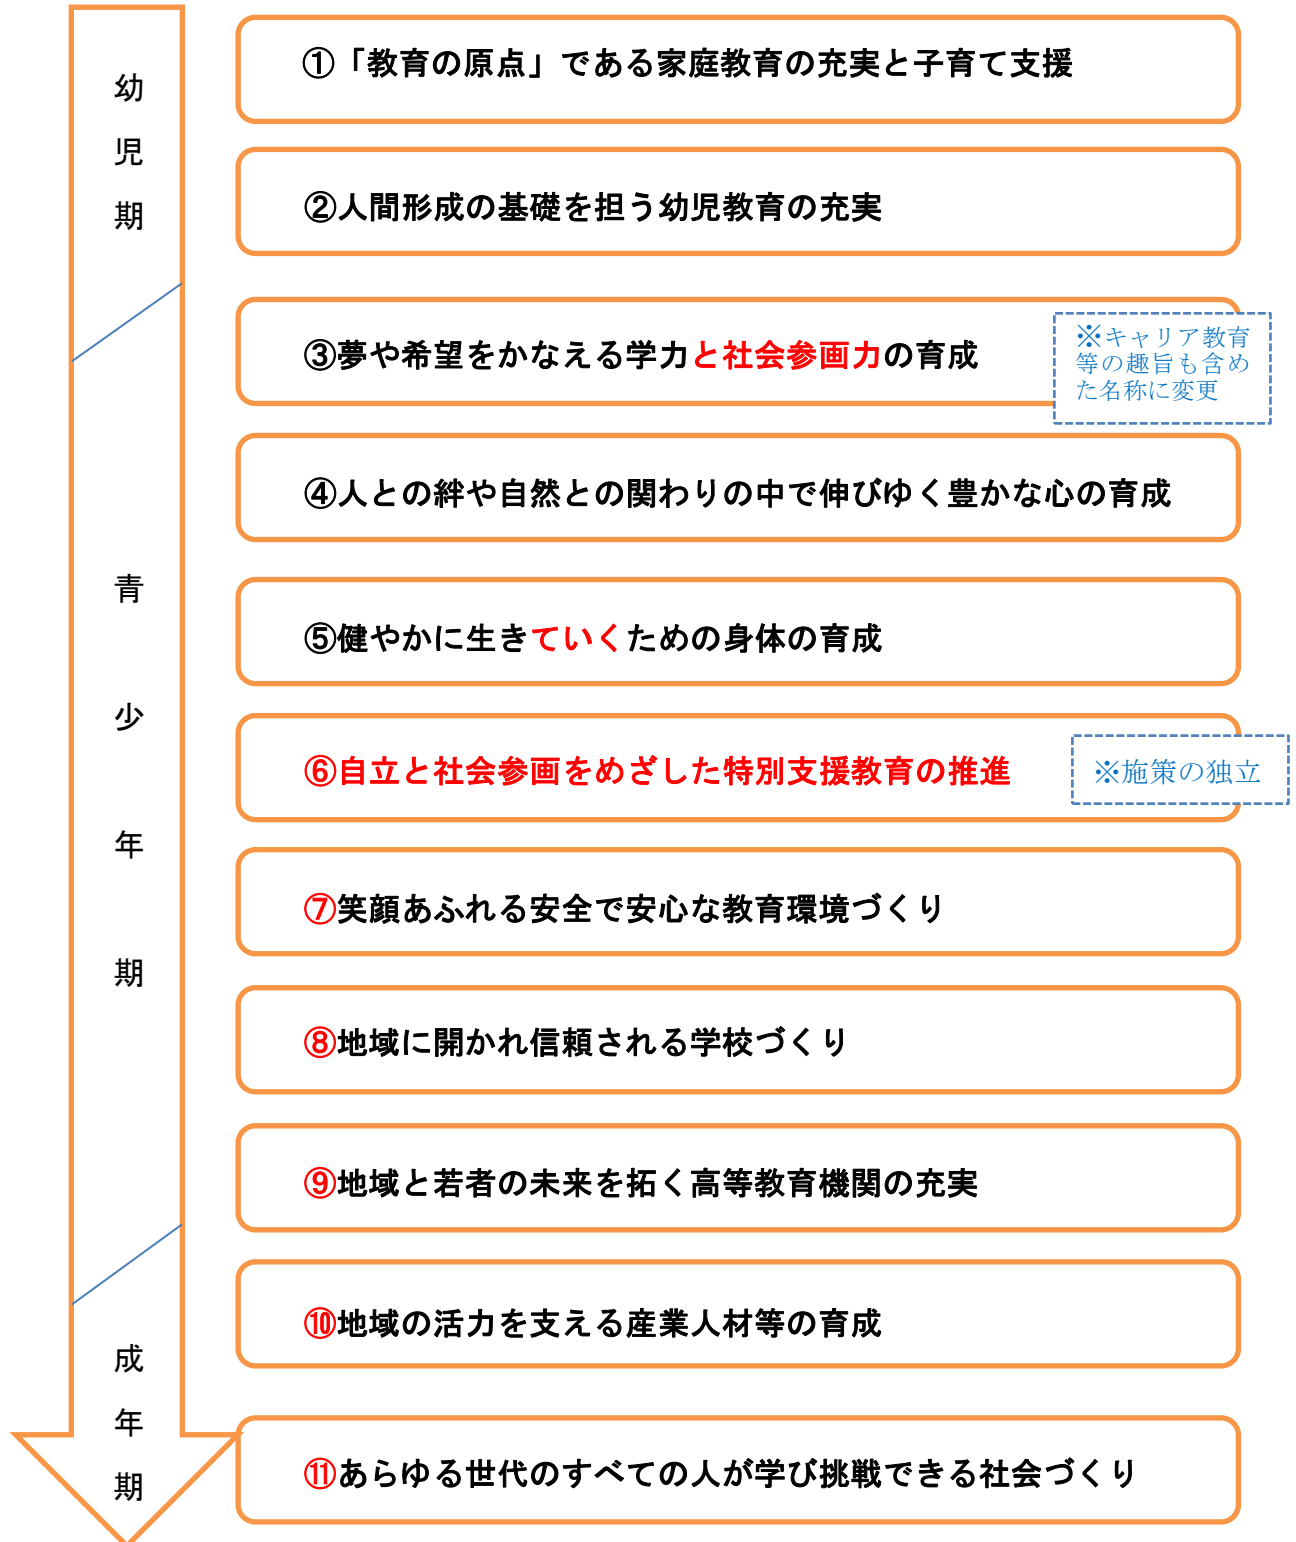 幼児期
①「教育の原点」である家庭教育の充実と子育て支援
②人間形成の基礎を担う幼児教育の充実
青少年期
③夢や希望をかなえる学力と社会参画力の育成
※キャリア教育
等の趣旨も含め
た名称に変更
④人との絆や自然との関わりの中で伸びゆく豊かな心の育成
⑤健やかに生きていくための身体の育成
⑥自立と社会参画をめざした特別支援教育の推進
※施策の独立
⑦笑顔あふれる安全で安心な教育環境づくり
⑧地域に開かれ信頼される学校づくり
⑨地域と若者の未来を拓く高等教育機関の充実
成年期
⑩地域の活力を支える産業人材等の育成
⑪あらゆる世代のすべての人が学び挑戦できる社会づくり